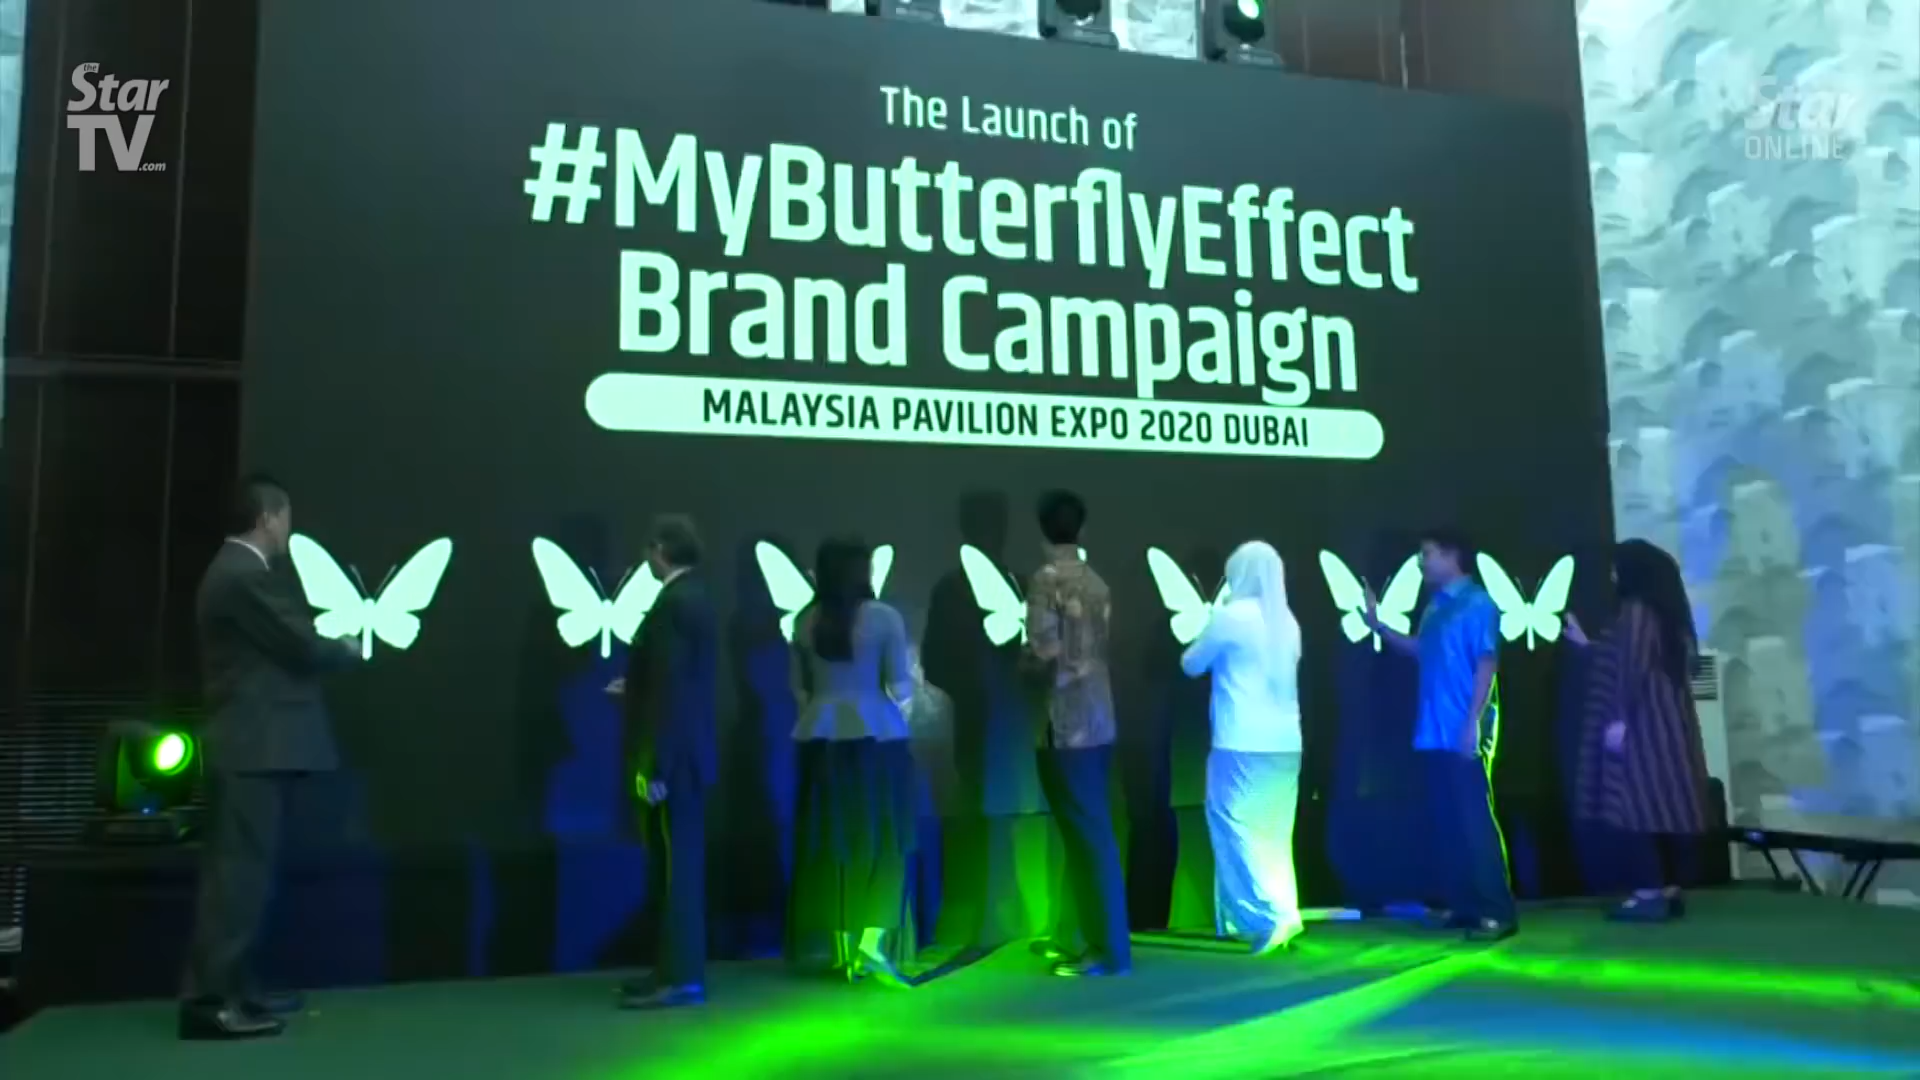 the
Star
TV.com
The Launch of
#MyButterflyEffect
Brand Campaign
MALAYSIA PAVILION EXPO 2020 DUBAI
Star
ONLINE